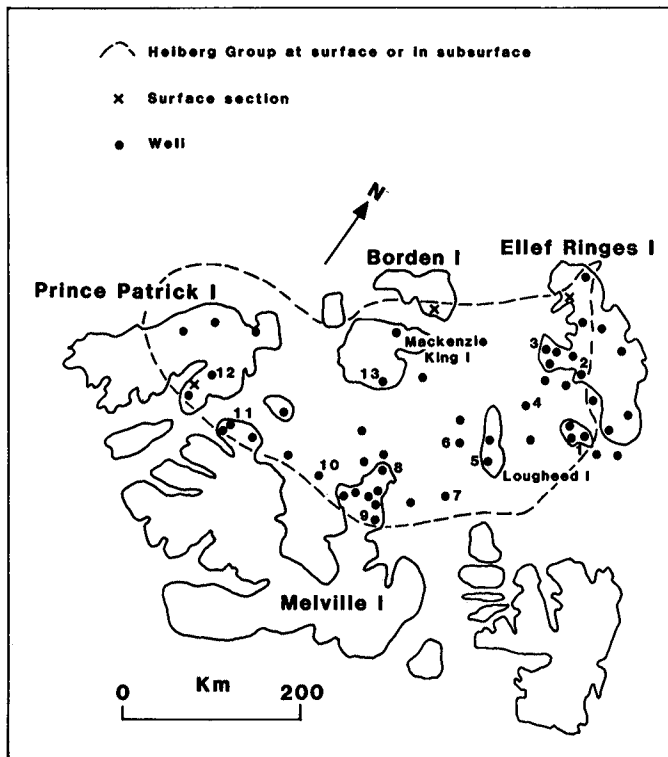 Heiberg Group at surface or in subsurface
Surface section
Well
N
Borden I
Ellef Ringes I
Prince Patrick I
Mackenzie
King I
3
2
12
13
4
11
6
1
5
Lougheed I
10
8
7
9
Melville I
Km
0 200